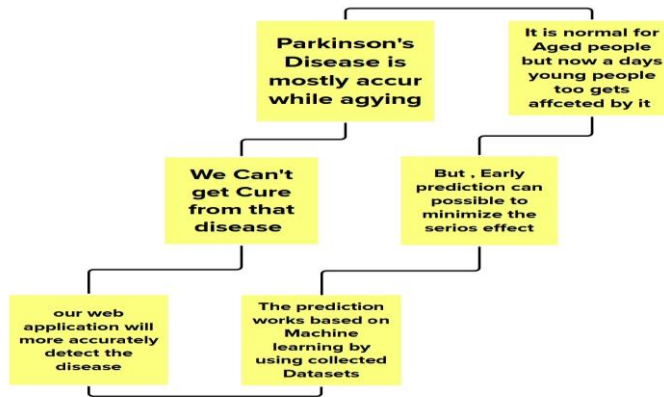 Parkinson's
Disease is
mostly accur
while agying
It is normal for
Aged people
but now a days
young people
too gets
affceted by it
We Can't
get Cure
from that
disease
But , Early
prediction can
possible to
minimize the
serios effect
our web
application will
more accurately
detect the
disease
The prediction
works based on
Machine
learning by
using collected
Datasets